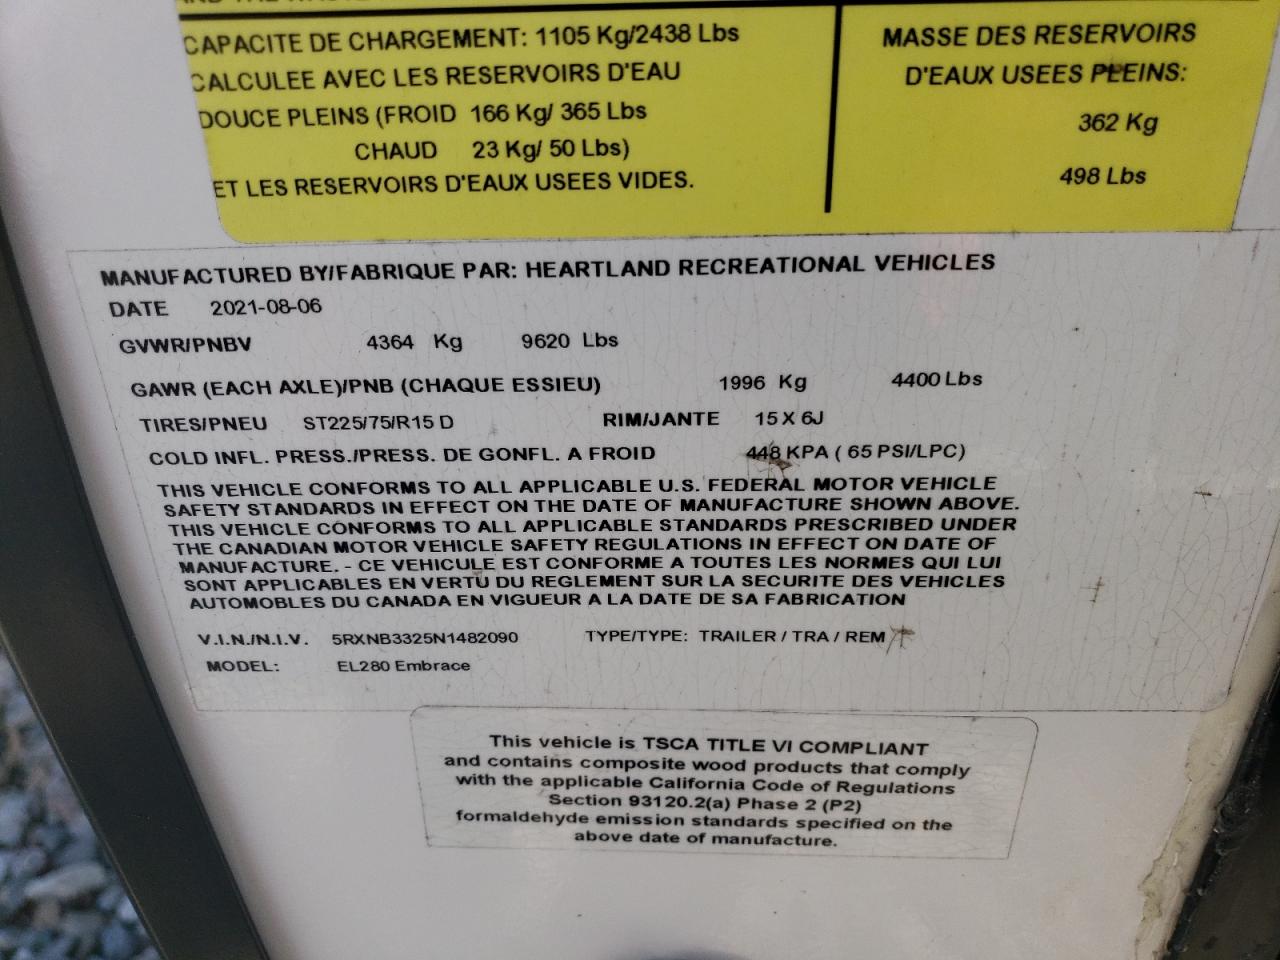 CAPACITE DE CHARGEMENT: 1105 Kg/2438 Lbs
CALCULEE AVEC LES RESERVOIRS D'EAU
DOUCE PLEINS (FROID 166 Kg/ 365 Lbs
CHAUD 23 Kg/ 50 Lbs)
ET LES RESERVOIRS D'EAUX USEES VIDES.
MASSE DES RESERVOIRS
D'EAUX USEES PLEINS:
362 Kg
498 Lbs
MANUFACTURED BY/FABRIQUE PAR: HEARTLAND RECREATIONAL VEHICLES
DATE 2021-08-06
GVWR/PNBV 4364 Kg 9620 Lbs
GAWR (EACH AXLE)/PNB (CHAQUE ESSIEU) 1996 Kg 4400 Lbs
TIRES/PNEU ST225/75/R15 D RIM/JANTE 15 X 6J
COLD INFL. PRESS./PRESS. DE GONFL. A FROID 448 KPA ( 65 PSI/LPC)
THIS VEHICLE CONFORMS TO ALL APPLICABLE U.S. FEDERAL MOTOR VEHICLE
SAFETY STANDARDS IN EFFECT ON THE DATE OF MANUFACTURE SHOWN ABOVE.
THIS VEHICLE CONFORMS TO ALL APPLICABLE STANDARDS PRESCRIBED UNDER
THE CANADIAN MOTOR VEHICLE SAFETY REGULATIONS IN EFFECT ON DATE OF
MANUFACTURE. - CE VEHICULE EST CONFORME A TOUTES LES NORMES QUI LUI
SONT APPLICABLES EN VERTU DU REGLEMENT SUR LA SECURITE DES VEHICLES
AUTOMOBLES DU CANADA EN VIGUEUR A LA DATE DE SA FABRICATION
V.I.N./N.I.V. 5RXNB3325N1482090 TYPE/TYPE: TRAILER / TRA / REM
MODEL: EL280 Embrace
This vehicle is TSCA TITLE VI COMPLIANT
and contains composite wood products that comply
with the applicable California Code of Regulations
Section 93120.2(a) Phase 2 (P2)
formaldehyde emission standards specified on the
above date of manufacture.